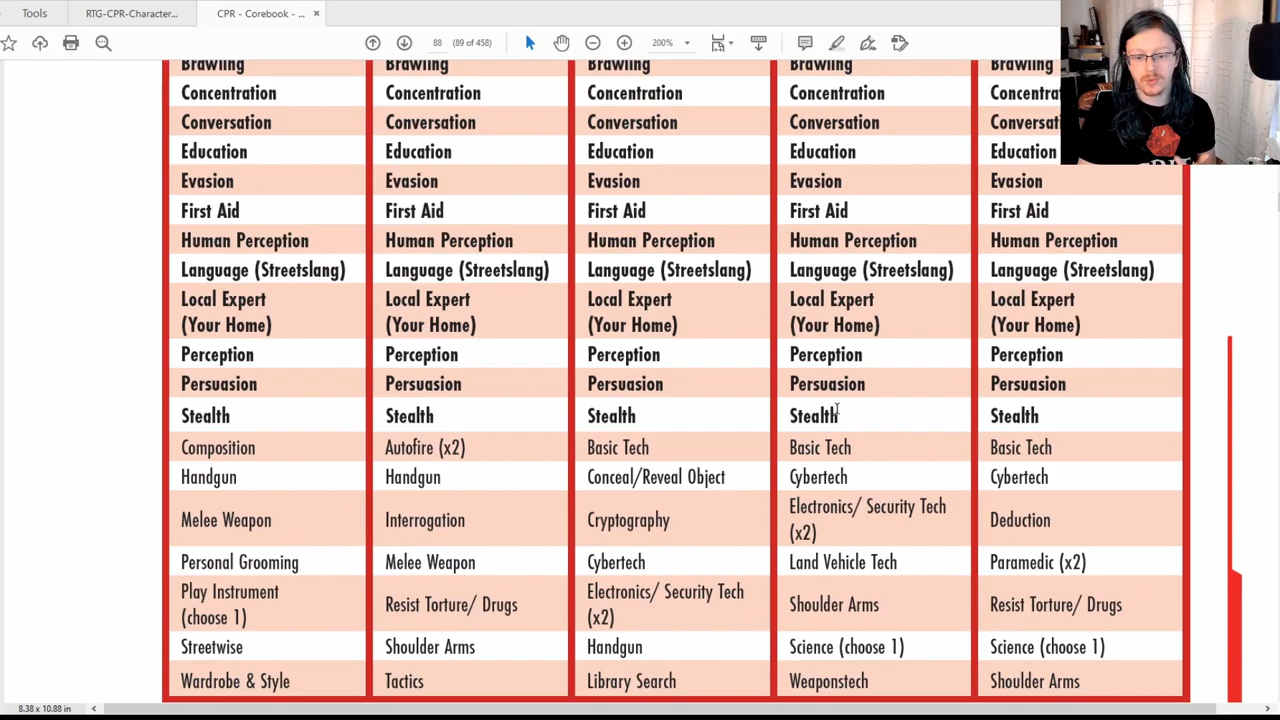 Tools RTG-CPR-Character... CPR - Corebook - ... ×
88 (89 of 458) 200%
Brawling Brawling Brawling Brawling Brawling
Concentration Concentration Concentration Concentration
Conversation Conversation Conversation Conversation
Education Education Education Education Education
Evasion Evasion Evasion Evasion Evasion
First Aid First Aid First Aid First Aid First Aid
Human Perception Human Perception Human Perception Human Perception Human Perception
Language (Streetslang) Language (Streetslang) Language (Streetslang) Language (Streetslang) Language (Streetslang)
Local Expert Local Expert Local Expert Local Expert Local Expert
(Your Home) (Your Home) (Your Home) (Your Home) (Your Home)
Perception Perception Perception Perception Perception
Persuasion Persuasion Persuasion Persuasion Persuasion
Stealth Stealth Stealth Stealth Stealth
Composition Autofire (x2) Basic Tech Basic Tech Basic Tech
Handgun Handgun Conceal/Reveal Object Cybertech Cybertech
Melee Weapon Interrogation Cryptography Electronics/ Security Tech Deduction
(x2)
Personal Grooming Melee Weapon Cybertech Land Vehicle Tech Paramedic (x2)
Play Instrument Resist Torture/ Drugs Electronics/ Security Tech Shoulder Arms Resist Torture/ Drugs
(choose 1) (x2)
Streetwise Shoulder Arms Handgun Science (choose 1) Science (choose 1)
Wardrobe & Style Tactics Library Search Weaponstech Shoulder Arms
8.38 x 10.88 in